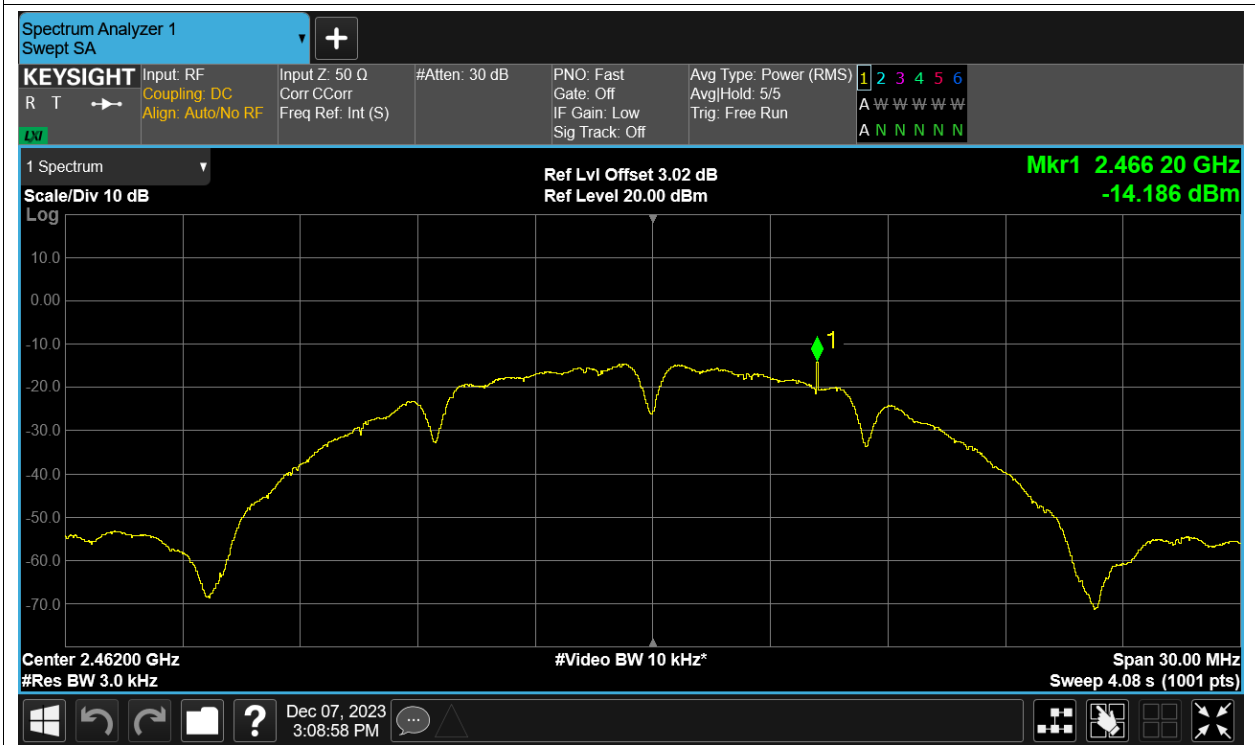 Spectrum Analyzer 1
Swept SA
KEYSIGHT
R T
LXI
Input: RF
Coupling: DC
Align: Auto/No RF
Input Z: 50 Ω
Corr CCorr
Freq Ref: Int (S)
#Atten: 30 dB
PNO: Fast
Gate: Off
IF Gain: Low
Sig Track: Off
Avg Type: Power (RMS)
Avg|Hold: 5/5
Trig: Free Run
1 2 3 4 5 6
A W W W W W
A N N N N N
1 Spectrum
Scale/Div 10 dB
Log
Ref Lvl Offset 3.02 dB
Ref Level 20.00 dBm
Mkr1 2.466 20 GHz
-14.186 dBm
10.0
0.00
-10.0
1
-20.0
-30.0
-40.0
-50.0
-60.0
-70.0
Center 2.46200 GHz
#Res BW 3.0 kHz
#Video BW 10 kHz*
Span 30.00 MHz
Sweep 4.08 s (1001 pts)
?
Dec 07, 2023
3:08:58 PM